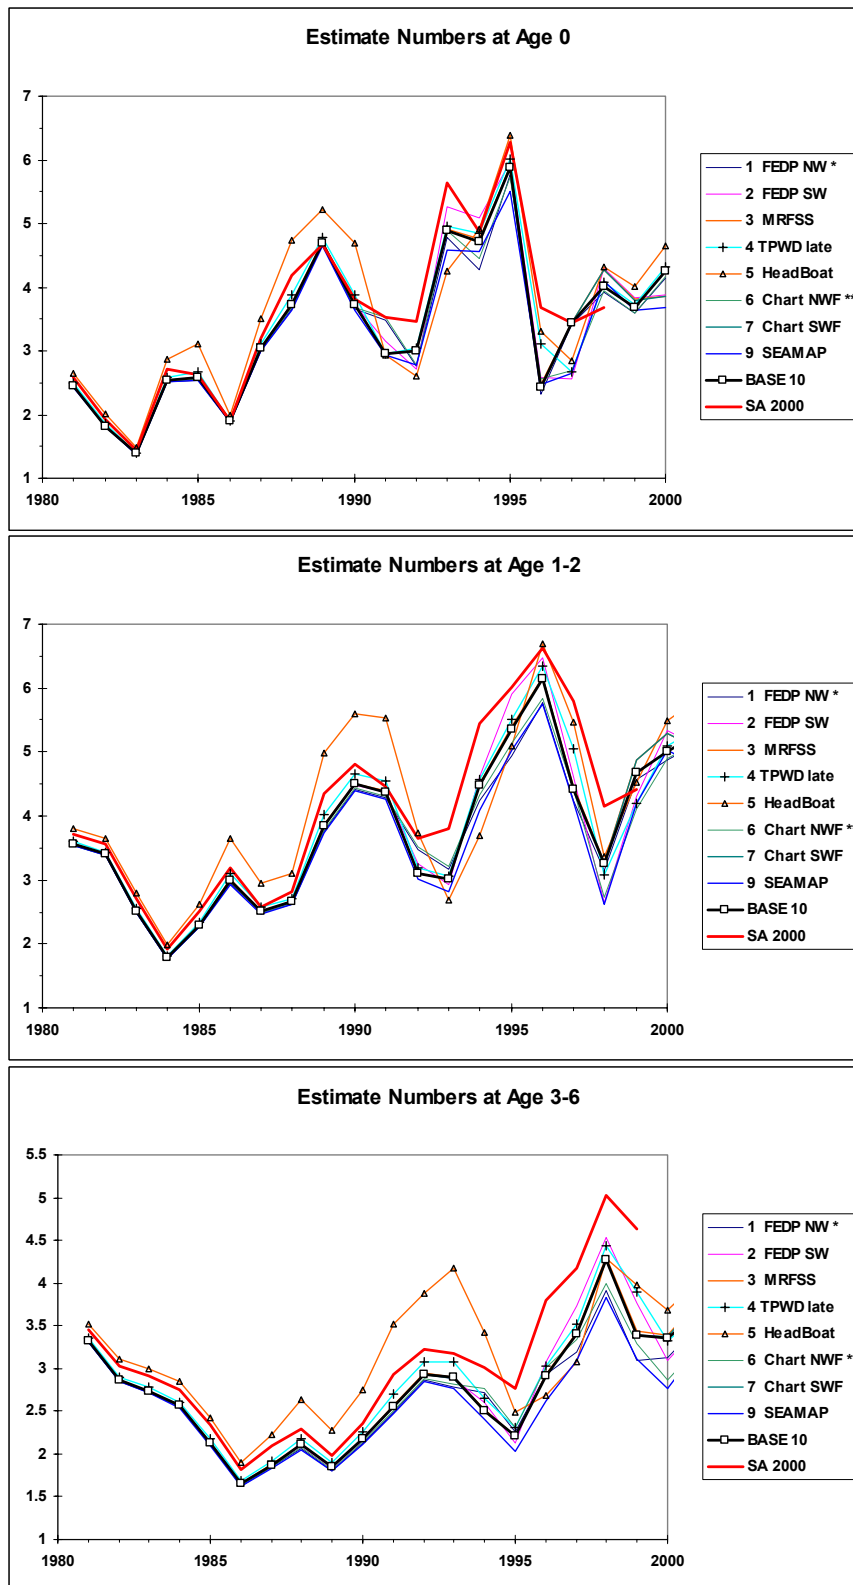 Estimate Numbers at Age 0
7
6
5
4
3
2
1
1980 1985 1990 1995 2000
1 FEDP NW *
2 FEDP SW
3 MRFSS
4 TPWD late
5 HeadBoat
6 Chart NWF **
7 Chart SWF
9 SEAMAP
BASE 10
SA 2000
Estimate Numbers at Age 1-2
7
6
5
4
3
2
1
1980 1985 1990 1995 2000
1 FEDP NW *
2 FEDP SW
3 MRFSS
4 TPWD late
5 HeadBoat
6 Chart NWF *
7 Chart SWF
9 SEAMAP
BASE 10
SA 2000
Estimate Numbers at Age 3-6
5.5
5
4.5
4
3.5
3
2.5
2
1.5
1
1980 1985 1990 1995 2000
1 FEDP NW *
2 FEDP SW
3 MRFSS
4 TPWD late
5 HeadBoat
6 Chart NWF *
7 Chart SWF
9 SEAMAP
BASE 10
SA 2000